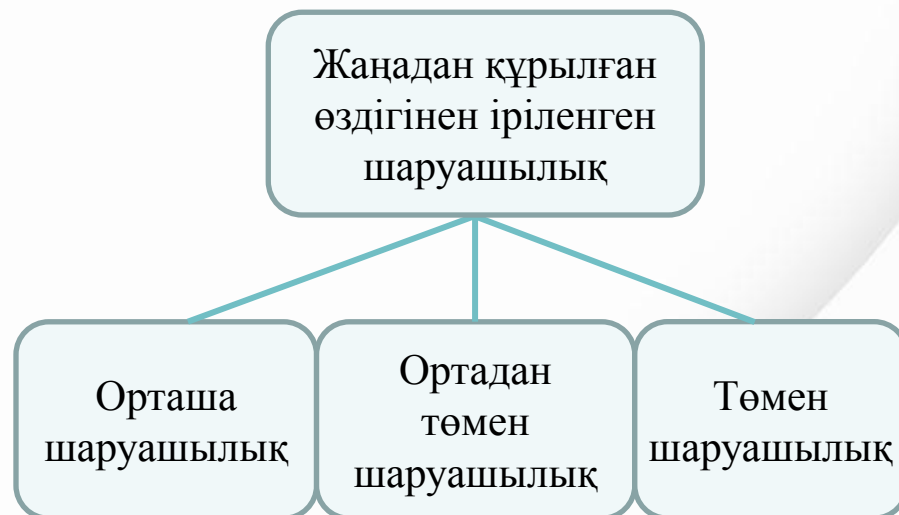 Жаңадан құрылған
өздігінен іріленген
шаруашылық
Орташа
шаруашылық
Ортадан
төмен
шаруашылық
Төмен
шаруашылық